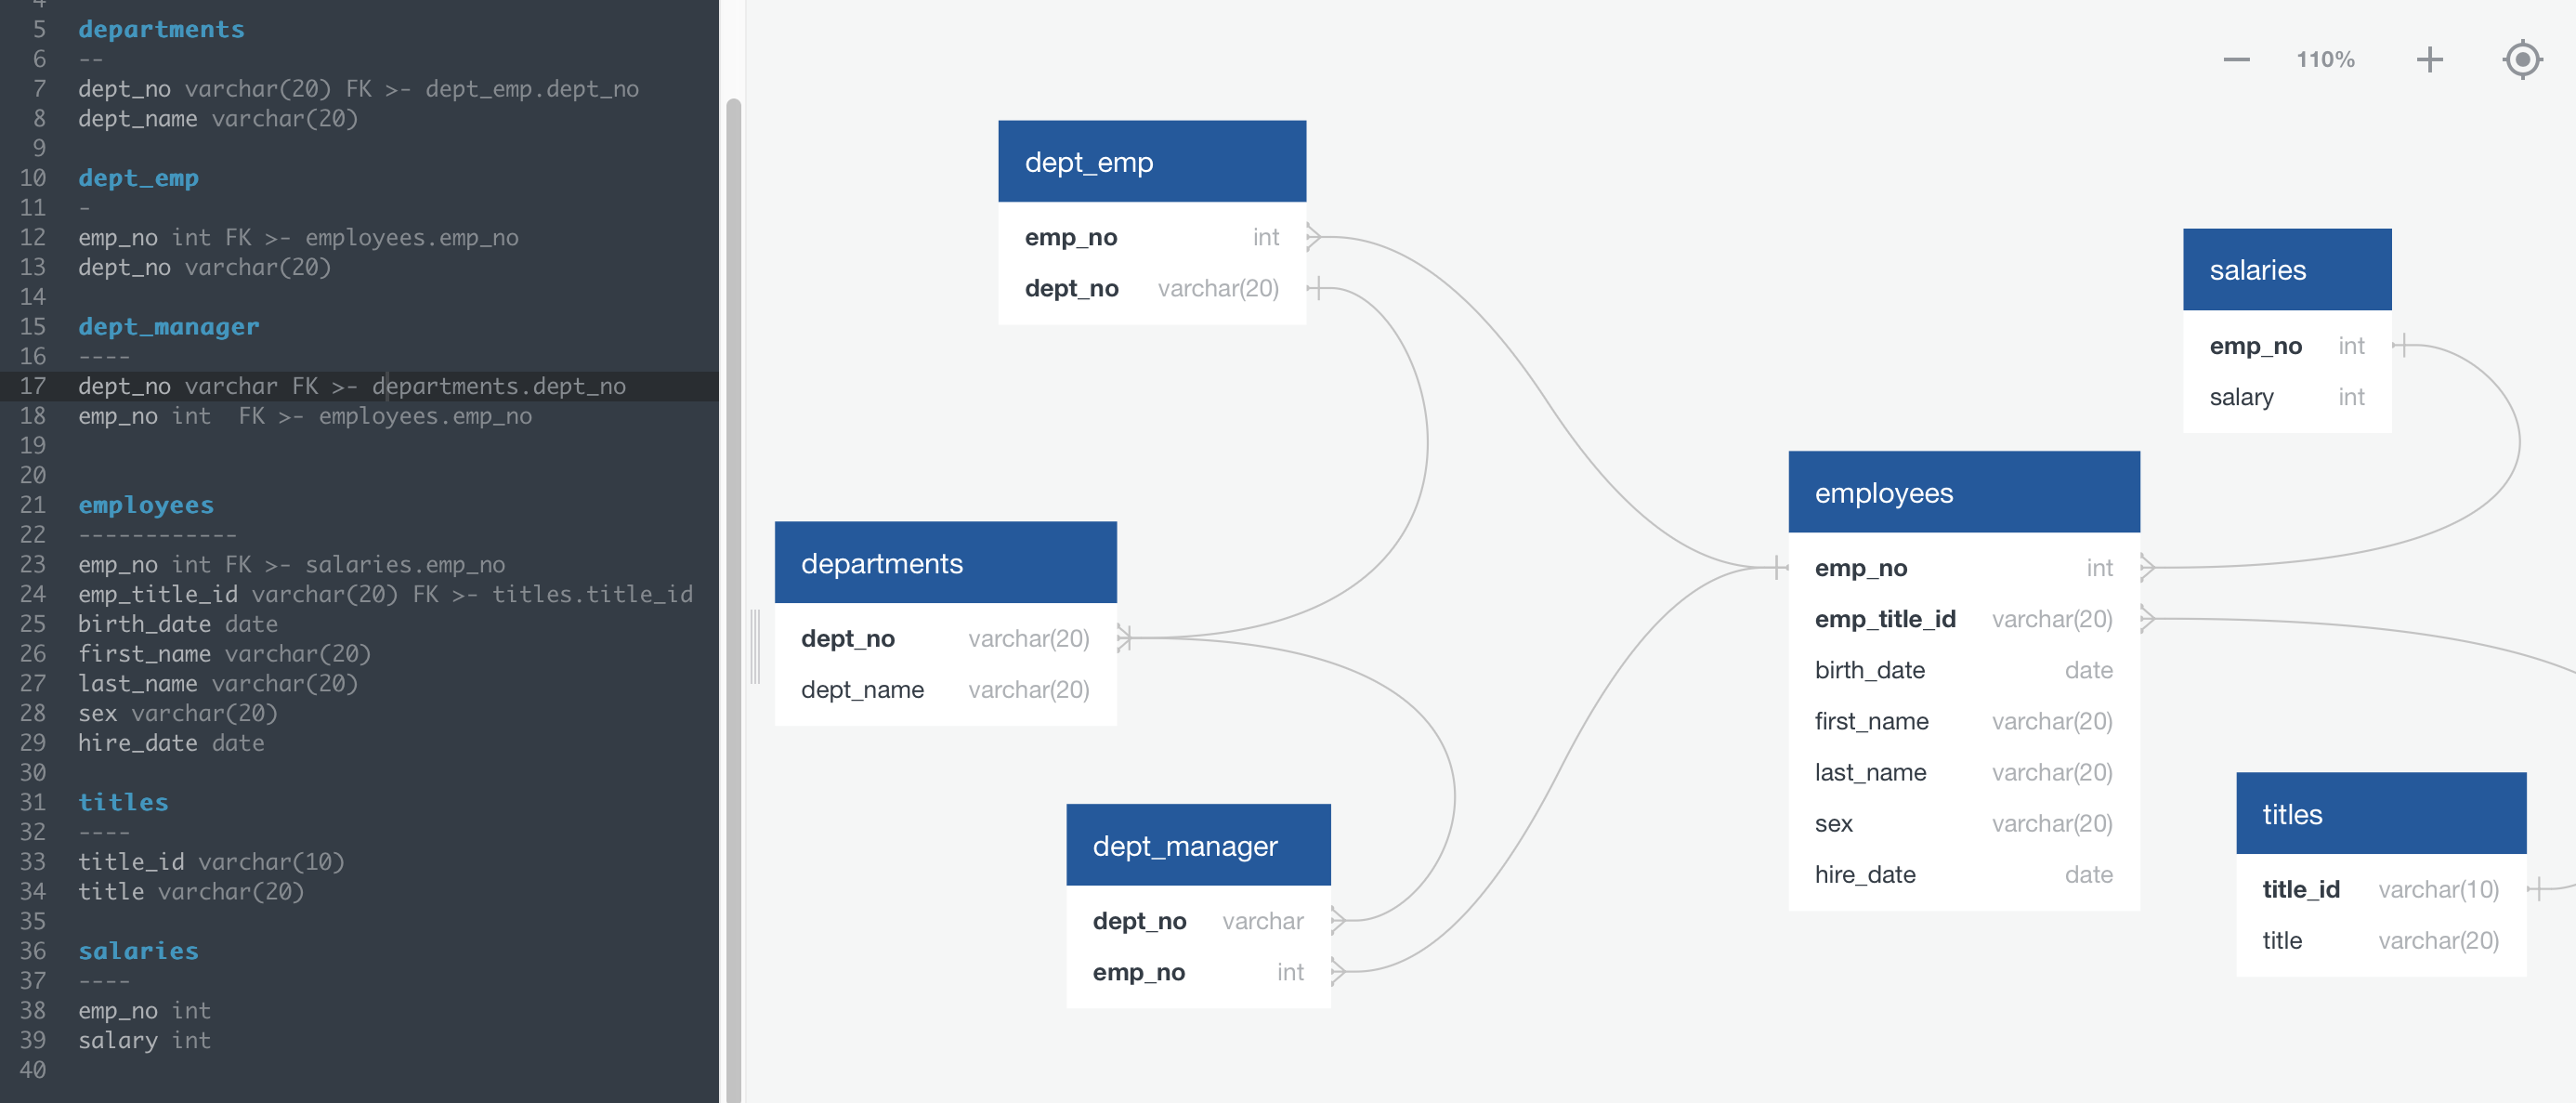 4
5 departments
6 --
7 dept_no varchar(20) FK >- dept_emp.dept_no
8 dept_name varchar(20)
9
10 dept_emp
11 -
12 emp_no int FK >- employees.emp_no
13 dept_no varchar(20)
14
15 dept_manager
16 ----
17 dept_no varchar FK >- departments.dept_no
18 emp_no int  FK >- employees.emp_no
19
20
21 employees
22 ------------
23 emp_no int FK >- salaries.emp_no
24 emp_title_id varchar(20) FK >- titles.title_id
25 birth_date date
26 first_name varchar(20)
27 last_name varchar(20)
28 sex varchar(20)
29 hire_date date
30
31 titles
32 ----
33 title_id varchar(10)
34 title varchar(20)
35
36 salaries
37 ----
38 emp_no int
39 salary int
40
110%
dept_emp
emp_no int
dept_no varchar(20)
departments
dept_no varchar(20)
dept_name varchar(20)
dept_manager
dept_no varchar
emp_no int
employees
emp_no int
emp_title_id varchar(20)
birth_date date
first_name varchar(20)
last_name varchar(20)
sex varchar(20)
hire_date date
salaries
emp_no int
salary int
titles
title_id varchar(10)
title varchar(20)